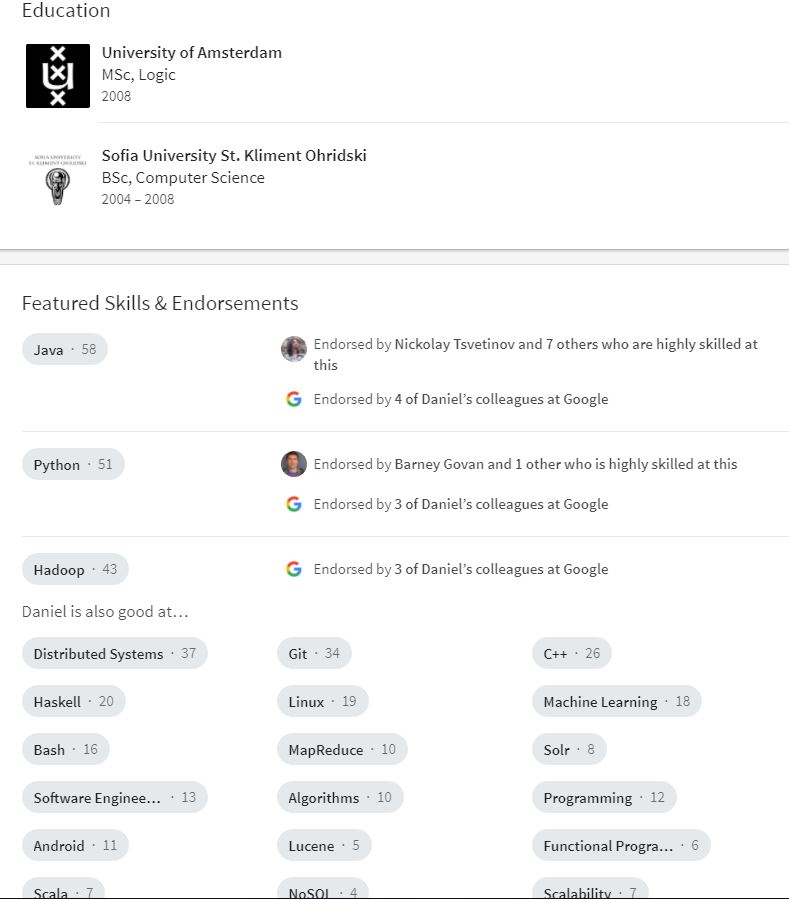 Education
University of Amsterdam
MSc, Logic
2008
SOFIA UNIVERSITY
ST. KLIMENT OHRIDSKI
Sofia University St. Kliment Ohridski
BSc, Computer Science
2004 – 2008
Featured Skills & Endorsements
Java · 58
Endorsed by Nickolay Tsvetinov and 7 others who are highly skilled at
this
Endorsed by 4 of Daniel's colleagues at Google
Python · 51
Endorsed by Barney Govan and 1 other who is highly skilled at this
Endorsed by 3 of Daniel's colleagues at Google
Hadoop · 43
Endorsed by 3 of Daniel's colleagues at Google
Daniel is also good at…
Distributed Systems · 37
Git · 34
C++ · 26
Haskell · 20
Linux · 19
Machine Learning · 18
Bash · 16
MapReduce · 10
Solr · 8
Software Enginee… · 13
Algorithms · 10
Programming · 12
Android · 11
Lucene · 5
Functional Progra… · 6
Scala · 7
NoSQL · 4
Scalability · 7